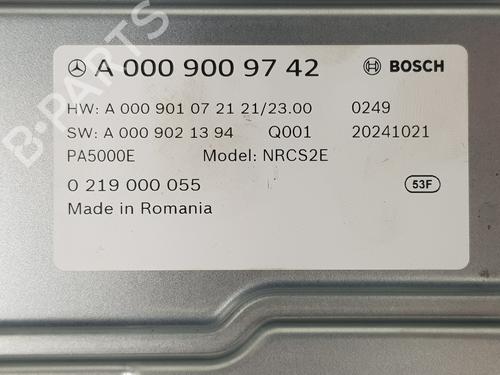 A 000 900 97 42 BOSCH
HW: A 000 901 07 21 21/23.00 0249
SW: A 000 902 13 94 Q001 20241021
PA5000E Model: NRCS2E
0 219 000 055 53F
Made in Romania
B-PARTS